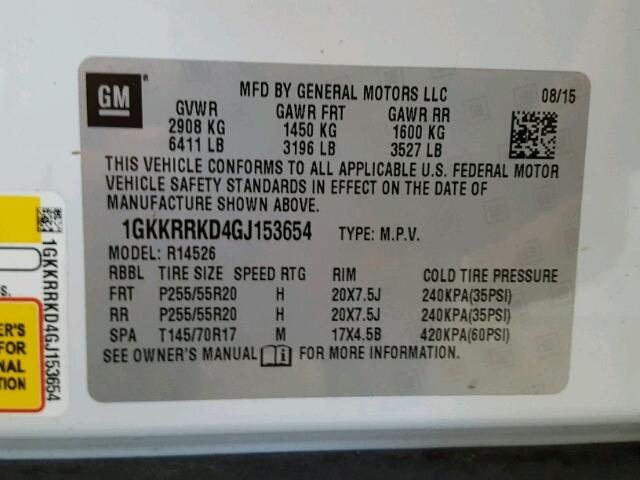 GM
MFD BY GENERAL MOTORS LLC 08/15
GVWR GAWR FRT GAWR RR
2908 KG 1450 KG 1600 KG
6411 LB 3196 LB 3527 LB
THIS VEHICLE CONFORMS TO ALL APPLICABLE U.S. FEDERAL MOTOR
VEHICLE SAFETY STANDARDS IN EFFECT ON THE DATE OF
MANUFACTURE SHOWN ABOVE.
1GKKRRKD4GJ153654 TYPE: M.P.V.
MODEL: R14526
RBBL TIRE SIZE SPEED RTG RIM COLD TIRE PRESSURE
FRT P255/55R20 H 20X7.5J 240KPA(35PSI)
RR P255/55R20 H 20X7.5J 240KPA(35PSI)
SPA T145/70R17 M 17X4.5B 420KPA(60PSI)
SEE OWNER'S MANUAL FOR MORE INFORMATION.
1GKKRRKD4GJ153654